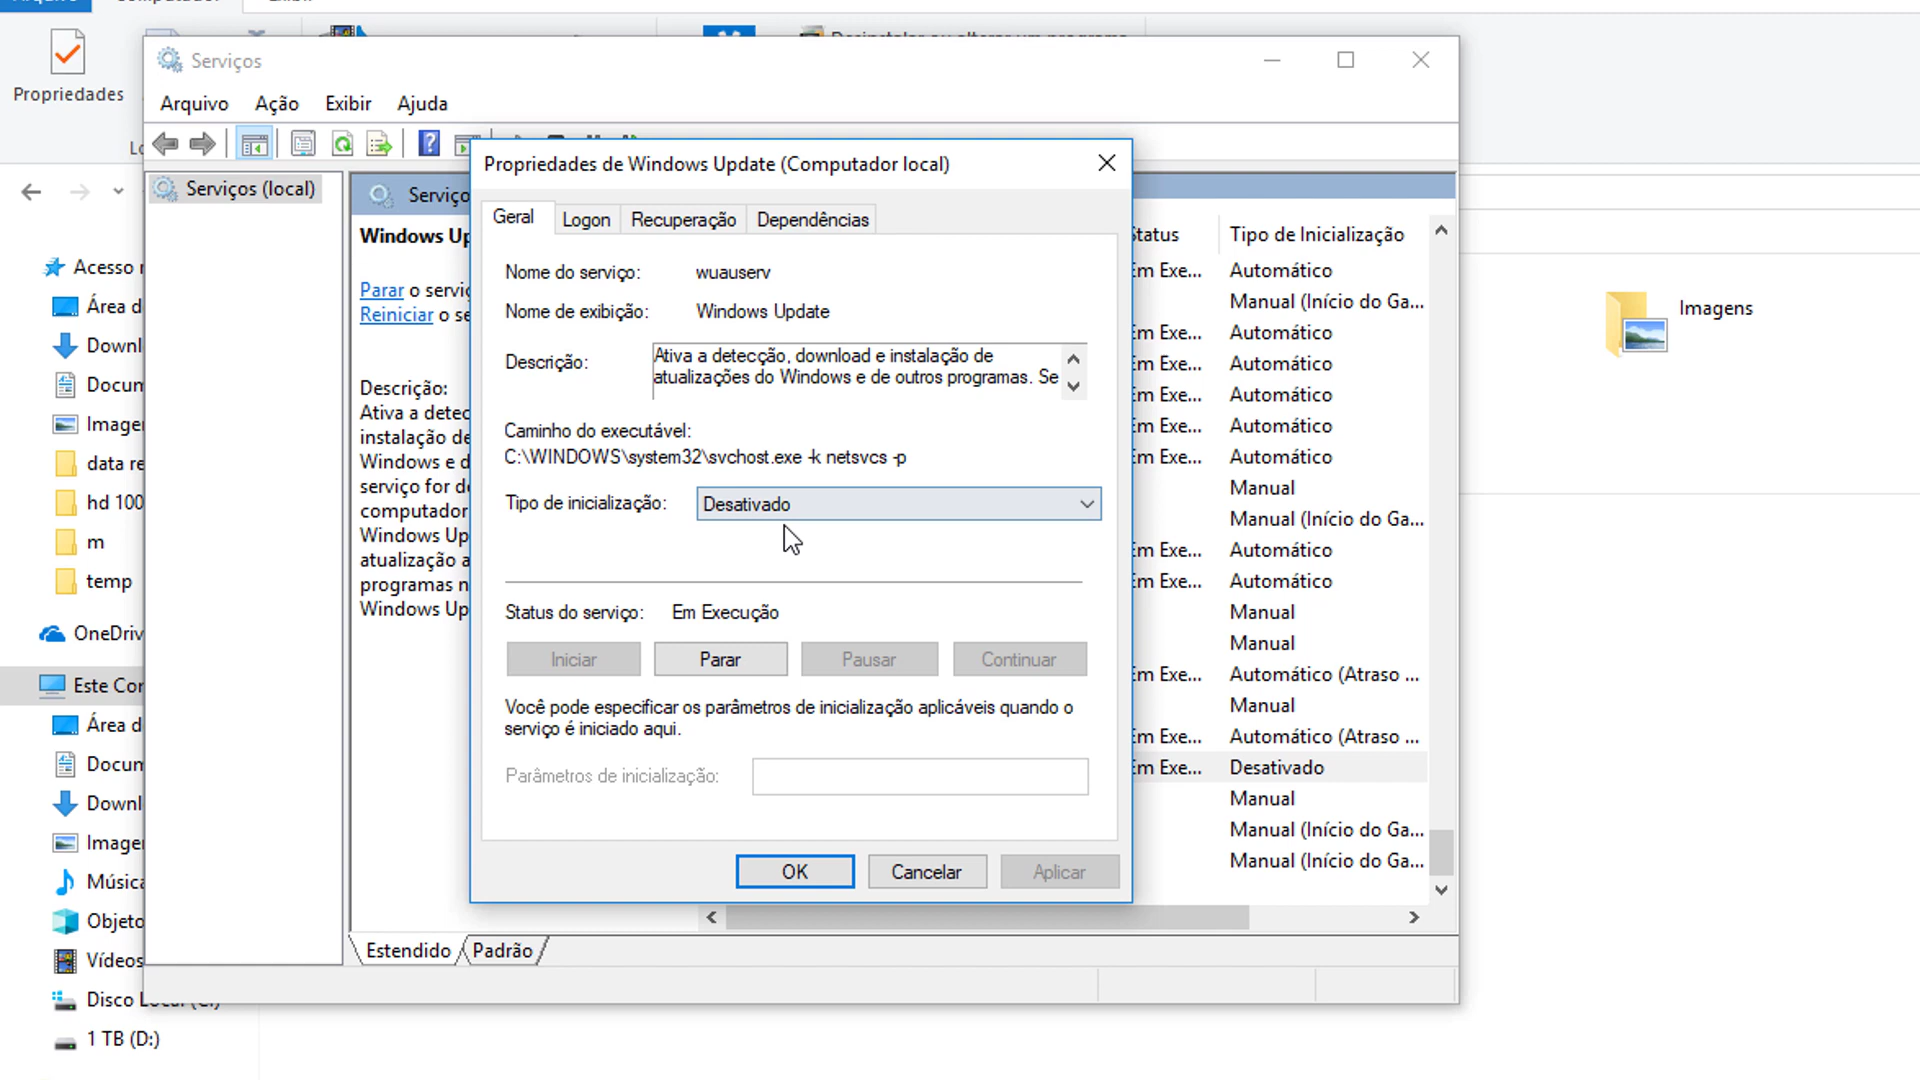 Arquivo
Propriedades
Serviços
Arquivo Ação Exibir Ajuda
Serviços (local)
Acesso
Área d
Downl
Docum
Image
data re
hd 100
m
temp
OneDriv
Este Co
Área d
Docum
Downl
Image
Música
Objeto
Vídeos
Disco L
1 TB (D:)
Serviço
Windows Up
Parar o serviç
Reiniciar o se
Descrição:
Ativa a detec
instalação de
Windows e d
serviço for de
computador
Windows Up
atualização a
programas n
Windows Up
Estendido Padrão
Propriedades de Windows Update (Computador local)
Geral Logon Recuperação Dependências
Nome do serviço: wuauserv
Nome de exibição: Windows Update
Descrição: Ativa a detecção, download e instalação de
atualizações do Windows e de outros programas. Se
Caminho do executável:
C:\WINDOWS\system32\svchost.exe -k netsvcs -p
Tipo de inicialização: Desativado
Status do serviço: Em Execução
Iniciar Parar Pausar Continuar
Você pode especificar os parâmetros de inicialização aplicáveis quando o
serviço é iniciado aqui.
Parâmetros de inicialização:
OK Cancelar Aplicar
Status Tipo de Inicialização
Em Exe... Automático
Manual (Início do Ga...
Em Exe... Automático
Em Exe... Automático
Em Exe... Automático
Em Exe... Automático
Em Exe... Automático
Manual
Manual (Início do Ga...
Em Exe... Automático
Em Exe... Automático
Manual
Manual
Em Exe... Automático (Atraso ...
Manual
Em Exe... Automático (Atraso ...
Em Exe... Desativado
Manual
Manual (Início do Ga...
Manual (Início do Ga...
Imagens